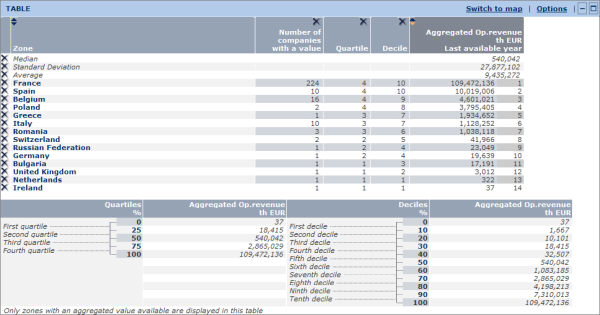 TABLE Switch to map | Options
Zone Number of companies with a value Quartile Decile Aggregated Op.revenue th EUR Last available year
Median 540,042
Standard Deviation 27,877,102
Average 9,435,272
France 224 4 10 109,472,136 1
Spain 10 4 10 10,019,006 2
Belgium 16 4 9 4,601,021 3
Poland 2 4 8 3,795,405 4
Greece 1 3 7 1,934,652 5
Italy 10 3 7 1,128,252 6
Romania 3 3 6 1,038,118 7
Switzerland 2 2 5 41,966 8
Russian Federation 1 2 4 23,049 9
Germany 1 2 4 19,639 10
Bulgaria 1 1 3 17,191 11
United Kingdom 1 1 2 3,012 12
Netherlands 1 1 1 322 13
Ireland 1 1 1 37 14
Quartiles % Aggregated Op.revenue th EUR
0 37
First quartile
25 18,415
Second quartile
50 540,042
Third quartile
75 2,865,029
Fourth quartile
100 109,472,136
Deciles % Aggregated Op.revenue th EUR
0 37
First decile
10 1,667
Second decile
20 10,101
Third decile
30 18,415
Fourth decile
40 32,507
Fifth decile
50 540,042
Sixth decile
60 1,083,185
Seventh decile
70 2,865,029
Eighth decile
80 4,198,213
Ninth decile
90 7,310,013
Tenth decile
100 109,472,136
Only zones with an aggregated value available are displayed in this table